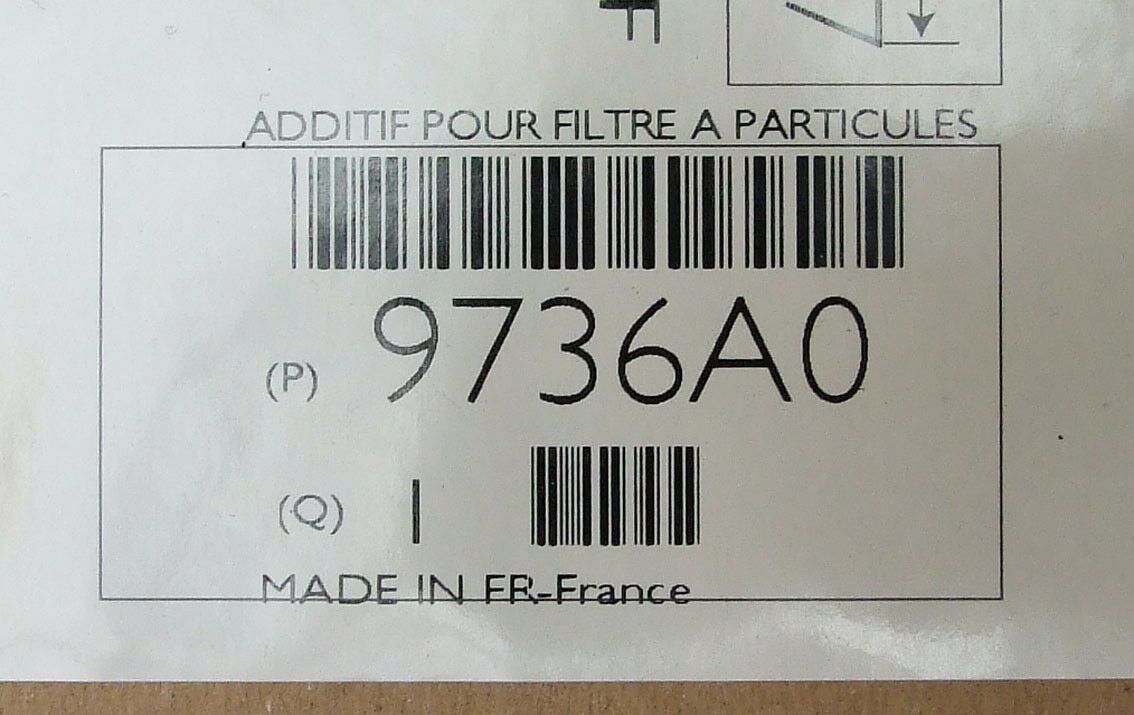 ADDITIF POUR FILTRE A PARTICULES
(P) 9736A0
(Q) 1
MADE IN FR-France